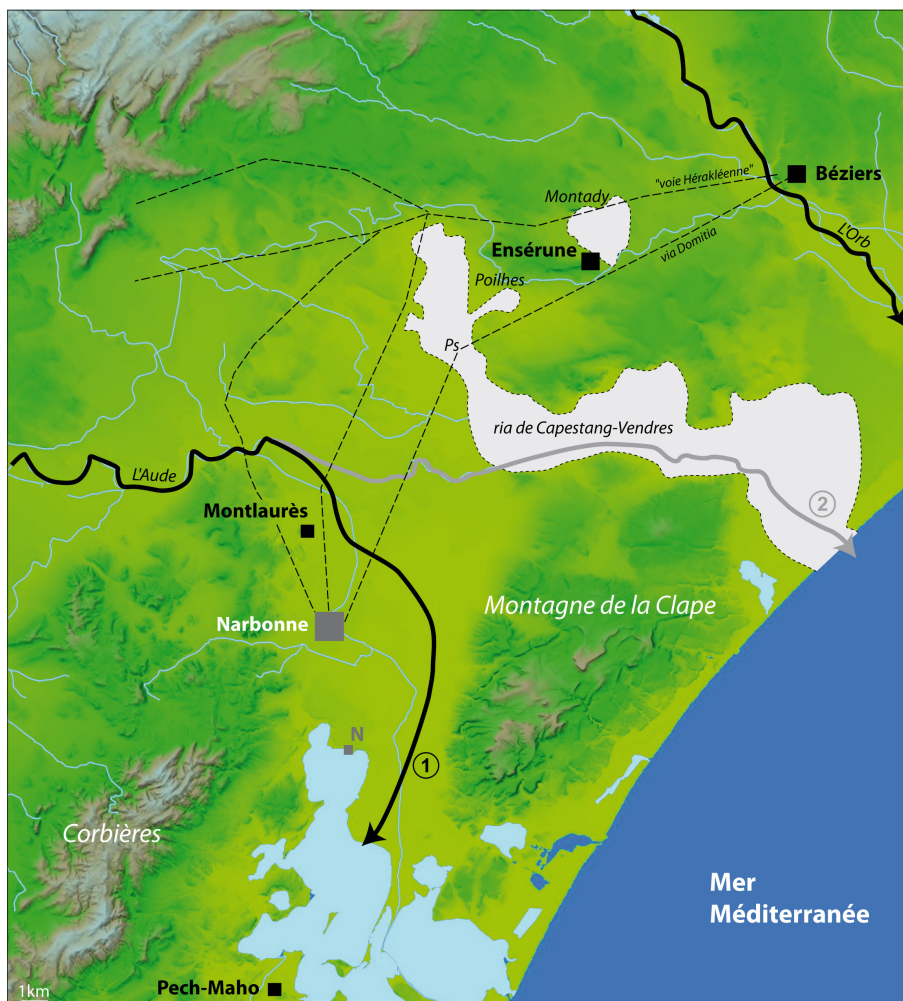 "voie Hérakléenne"
Béziers
Montady
L'Orb
Ensérune
via Domitia
Poilhes
Ps
ria de Capestang-Vendres
L'Aude
2
Montlaurès
Montagne de la Clape
Narbonne
N
1
Corbières
Mer
Méditerranée
Pech-Maho
1km